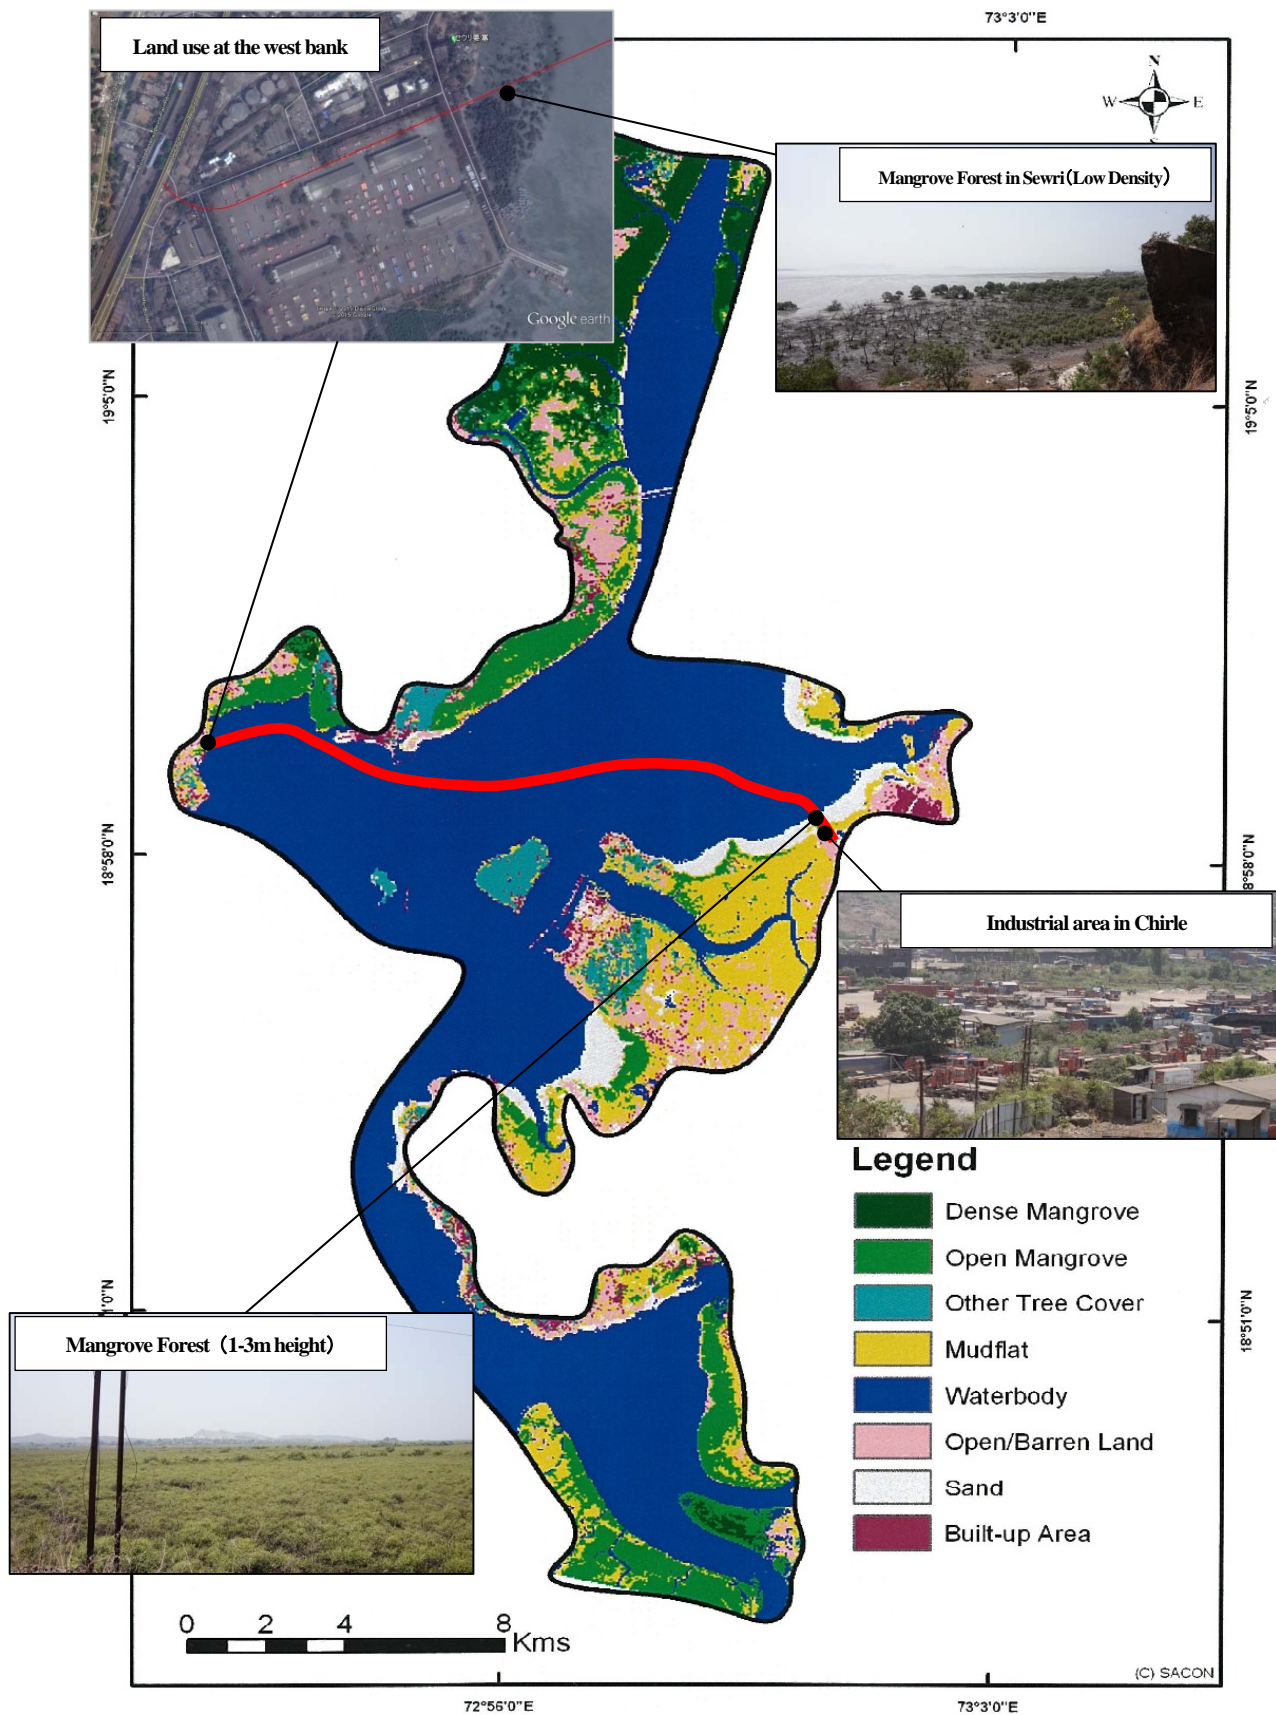 73°3'0"E
Land use at the west bank
N
W E
S
Mangrove Forest in Sewri(Low Density)
Google earth
19°5'0"N
19°5'0"N
18°58'0"N
8°58'0"N
Industrial area in Chirle
Legend
Dense Mangrove
Open Mangrove
Other Tree Cover
Mudflat
Waterbody
Open/Barren Land
Sand
Built-up Area
1'0"N
18°51'0"N
Mangrove Forest (1-3m height)
0 2 4 8
Kms
(C) SACON
72°56'0"E
73°3'0"E